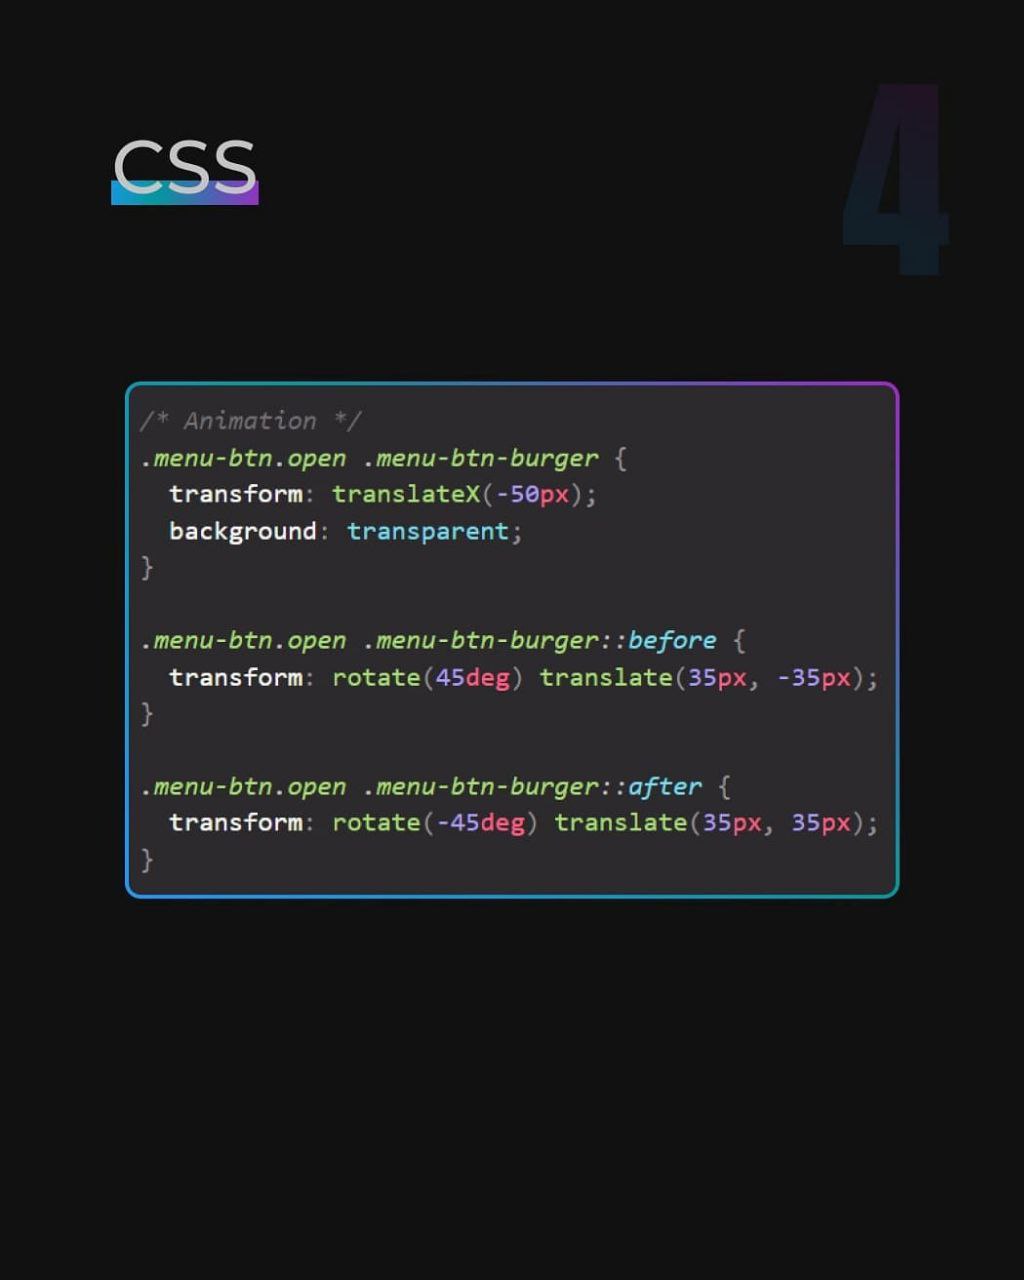 CSS
4
/* Animation */
.menu-btn.open .menu-btn-burger {
  transform: translateX(-50px);
  background: transparent;
}
.menu-btn.open .menu-btn-burger::before {
  transform: rotate(45deg) translate(35px, -35px);
}
.menu-btn.open .menu-btn-burger::after {
  transform: rotate(-45deg) translate(35px, 35px);
}